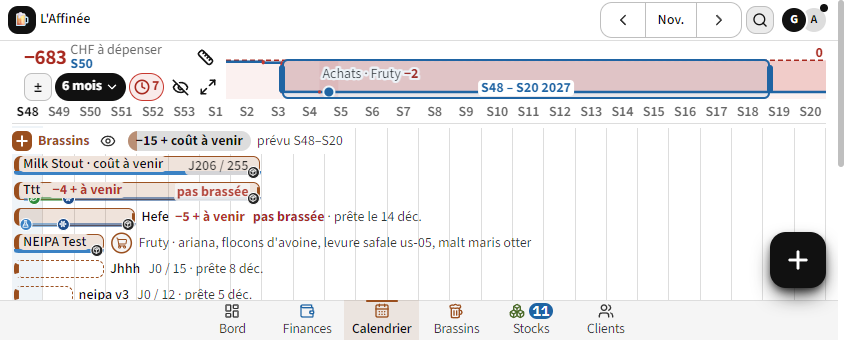 L'Affinée
Nov.
G
A
−683 CHF à dépenser
S50
± 6 mois 7
0
Achats · Fruty −2
S48 – S20 2027
S48 S49 S50 S51 S52 S53 S1 S2 S3 S4 S5 S6 S7 S8 S9 S10 S11 S12 S13 S14 S15 S16 S17 S18 S19 S20
Brassins −15 + coût à venir prévu S48–S20
Milk Stout · coût à venir J206 / 255
Ttt −4 + à venir pas brassée
Hefe −5 + à venir pas brassée · prête le 14 déc.
NEIPA Test Fruty · ariana, flocons d'avoine, levure safale us-05, malt maris otter
Jhhh J0 / 15 · prête 8 déc.
neipa v3 J0 / 12 · prête 5 déc.
Bord Finances Calendrier Brassins Stocks 11 Clients